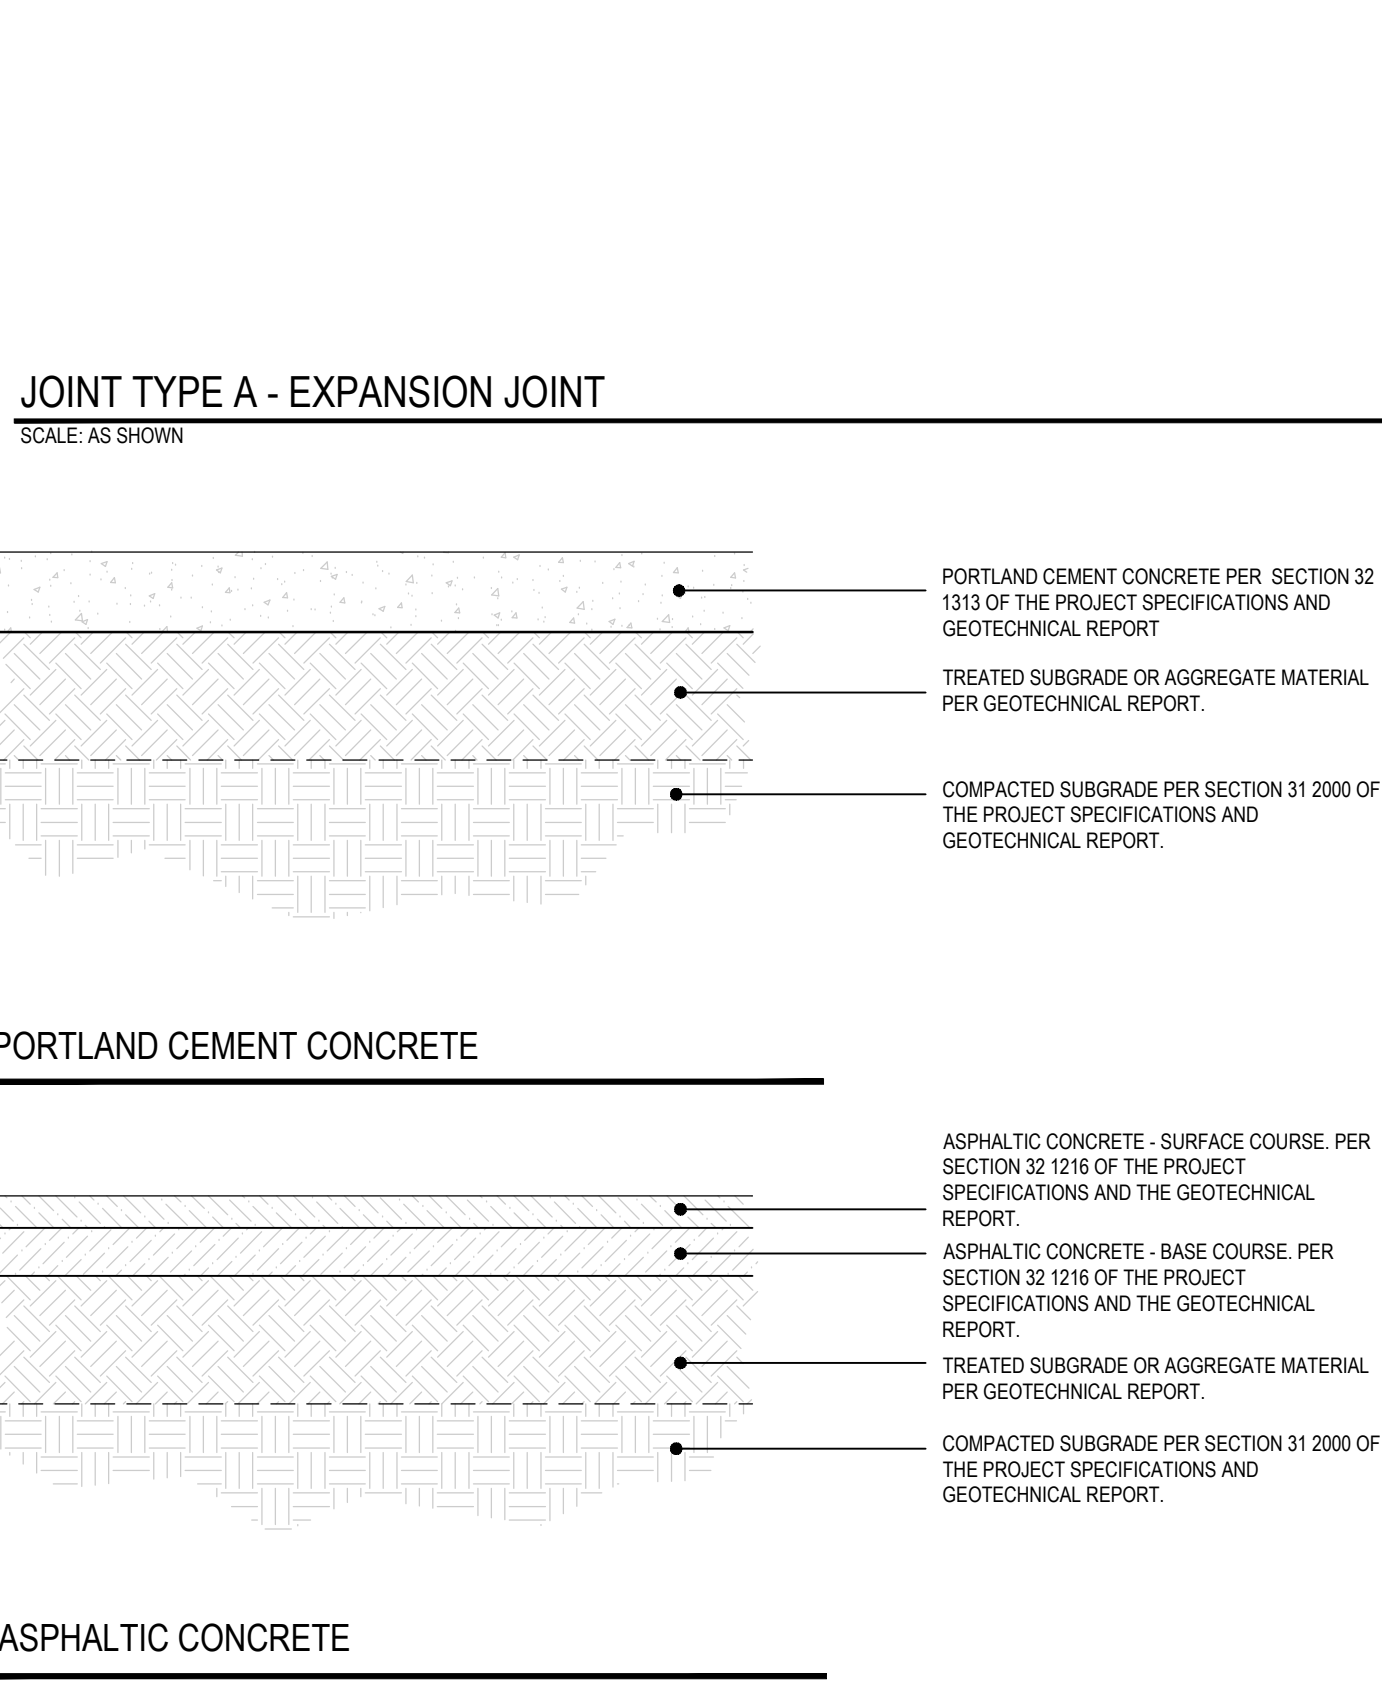 JOINT TYPE A - EXPANSION JOINT
SCALE: AS SHOWN
PORTLAND CEMENT CONCRETE PER SECTION 32
1313 OF THE PROJECT SPECIFICATIONS AND
GEOTECHNICAL REPORT
TREATED SUBGRADE OR AGGREGATE MATERIAL
PER GEOTECHNICAL REPORT.
COMPACTED SUBGRADE PER SECTION 31 2000 OF
THE PROJECT SPECIFICATIONS AND
GEOTECHNICAL REPORT.
PORTLAND CEMENT CONCRETE
ASPHALTIC CONCRETE - SURFACE COURSE. PER
SECTION 32 1216 OF THE PROJECT
SPECIFICATIONS AND THE GEOTECHNICAL
REPORT.
ASPHALTIC CONCRETE - BASE COURSE. PER
SECTION 32 1216 OF THE PROJECT
SPECIFICATIONS AND THE GEOTECHNICAL
REPORT.
TREATED SUBGRADE OR AGGREGATE MATERIAL
PER GEOTECHNICAL REPORT.
COMPACTED SUBGRADE PER SECTION 31 2000 OF
THE PROJECT SPECIFICATIONS AND
GEOTECHNICAL REPORT.
ASPHALTIC CONCRETE